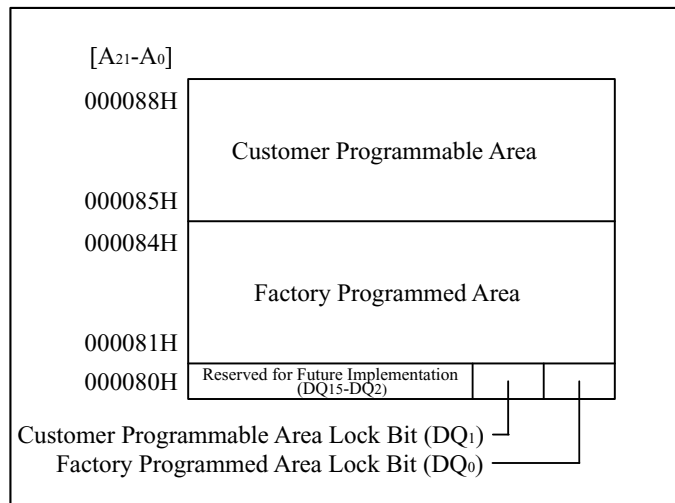 [A21-A0]
000088H
Customer Programmable Area
000085H
000084H
Factory Programmed Area
000081H
000080H
Reserved for Future Implementation
(DQ15-DQ2)
Customer Programmable Area Lock Bit (DQ1)
Factory Programmed Area Lock Bit (DQ0)